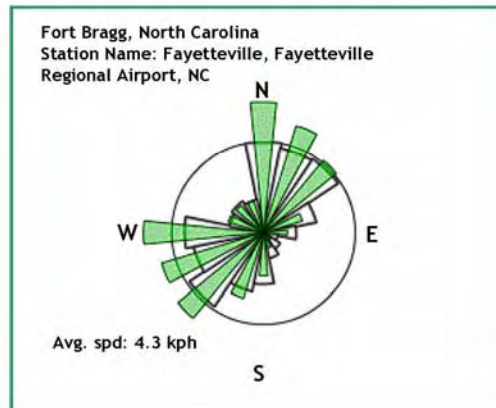 Fort Bragg, North Carolina
Station Name: Fayetteville, Fayetteville
Regional Airport, NC
N
W
E
Avg. spd: 4.3 kph
S